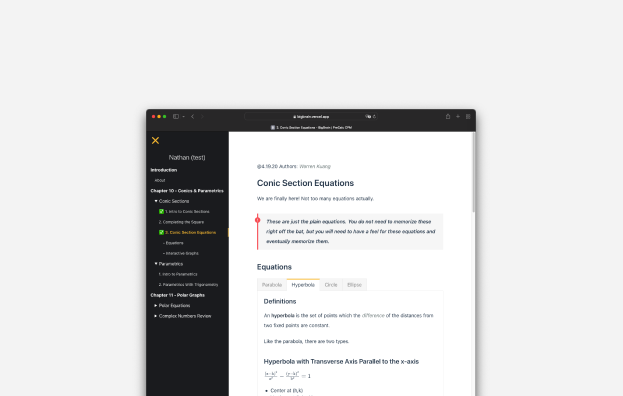 bigbrain.vercel.app
3. Conic Section Equations - BigBrain | PreCalc CPM
Nathan (test)
Introduction
About
Chapter 10 - Conics & Parametrics
▼ Conic Sections
✅ 1. Intro to Conic Sections
2. Completing the Square
✅ 3. Conic Section Equations
- Equations
- Interactive Graphs
▼ Parametrics
1. Intro to Parametrics
2. Parametrics with Trigonometry
Chapter 11 - Polar Graphs
▶ Polar Equations
▶ Complex Numbers Review
@4.19.20 Authors: Warren Kuang
Conic Section Equations
We are finally here! Not too many equations actually.
These are just the plain equations. You do not need to memorize these
right off the bat, but you will need to have a feel for these equations and
eventually memorize them.
Equations
Parabola Hyperbola Circle Ellipse
Definitions
An hyperbola is the set of points which the difference of the distances from
two fixed points are constant.
Like the parabola, there are two types.
Hyperbola with Transverse Axis Parallel to the x-axis
(x−h)²/a² − (y−k)²/b² = 1
• Center at (h,k)